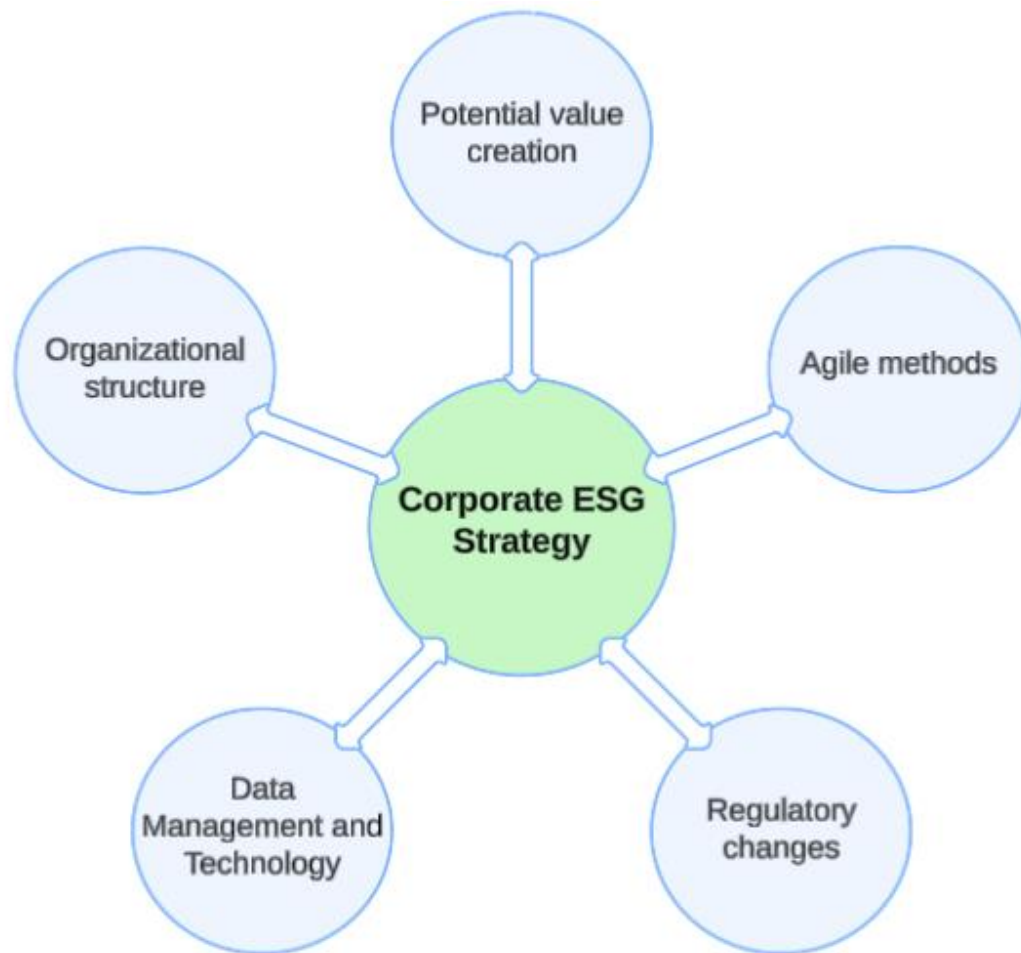 Potential value
creation
Organizational
structure
Agile methods
Corporate ESG
Strategy
Data
Management and
Technology
Regulatory
changes